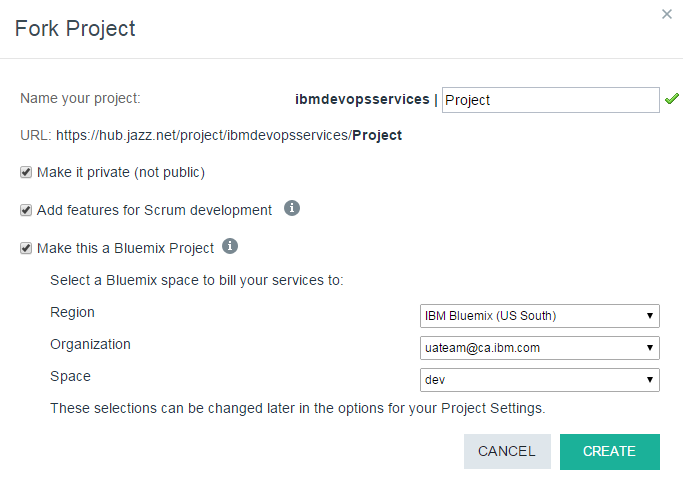 Fork Project
Name your project: ibmdevopsservices | Project
URL: https://hub.jazz.net/project/ibmdevopsservices/Project
Make it private (not public)
Add features for Scrum development
Make this a Bluemix Project
Select a Bluemix space to bill your services to:
Region IBM Bluemix (US South)
Organization uateam@ca.ibm.com
Space dev
These selections can be changed later in the options for your Project Settings.
CANCEL CREATE